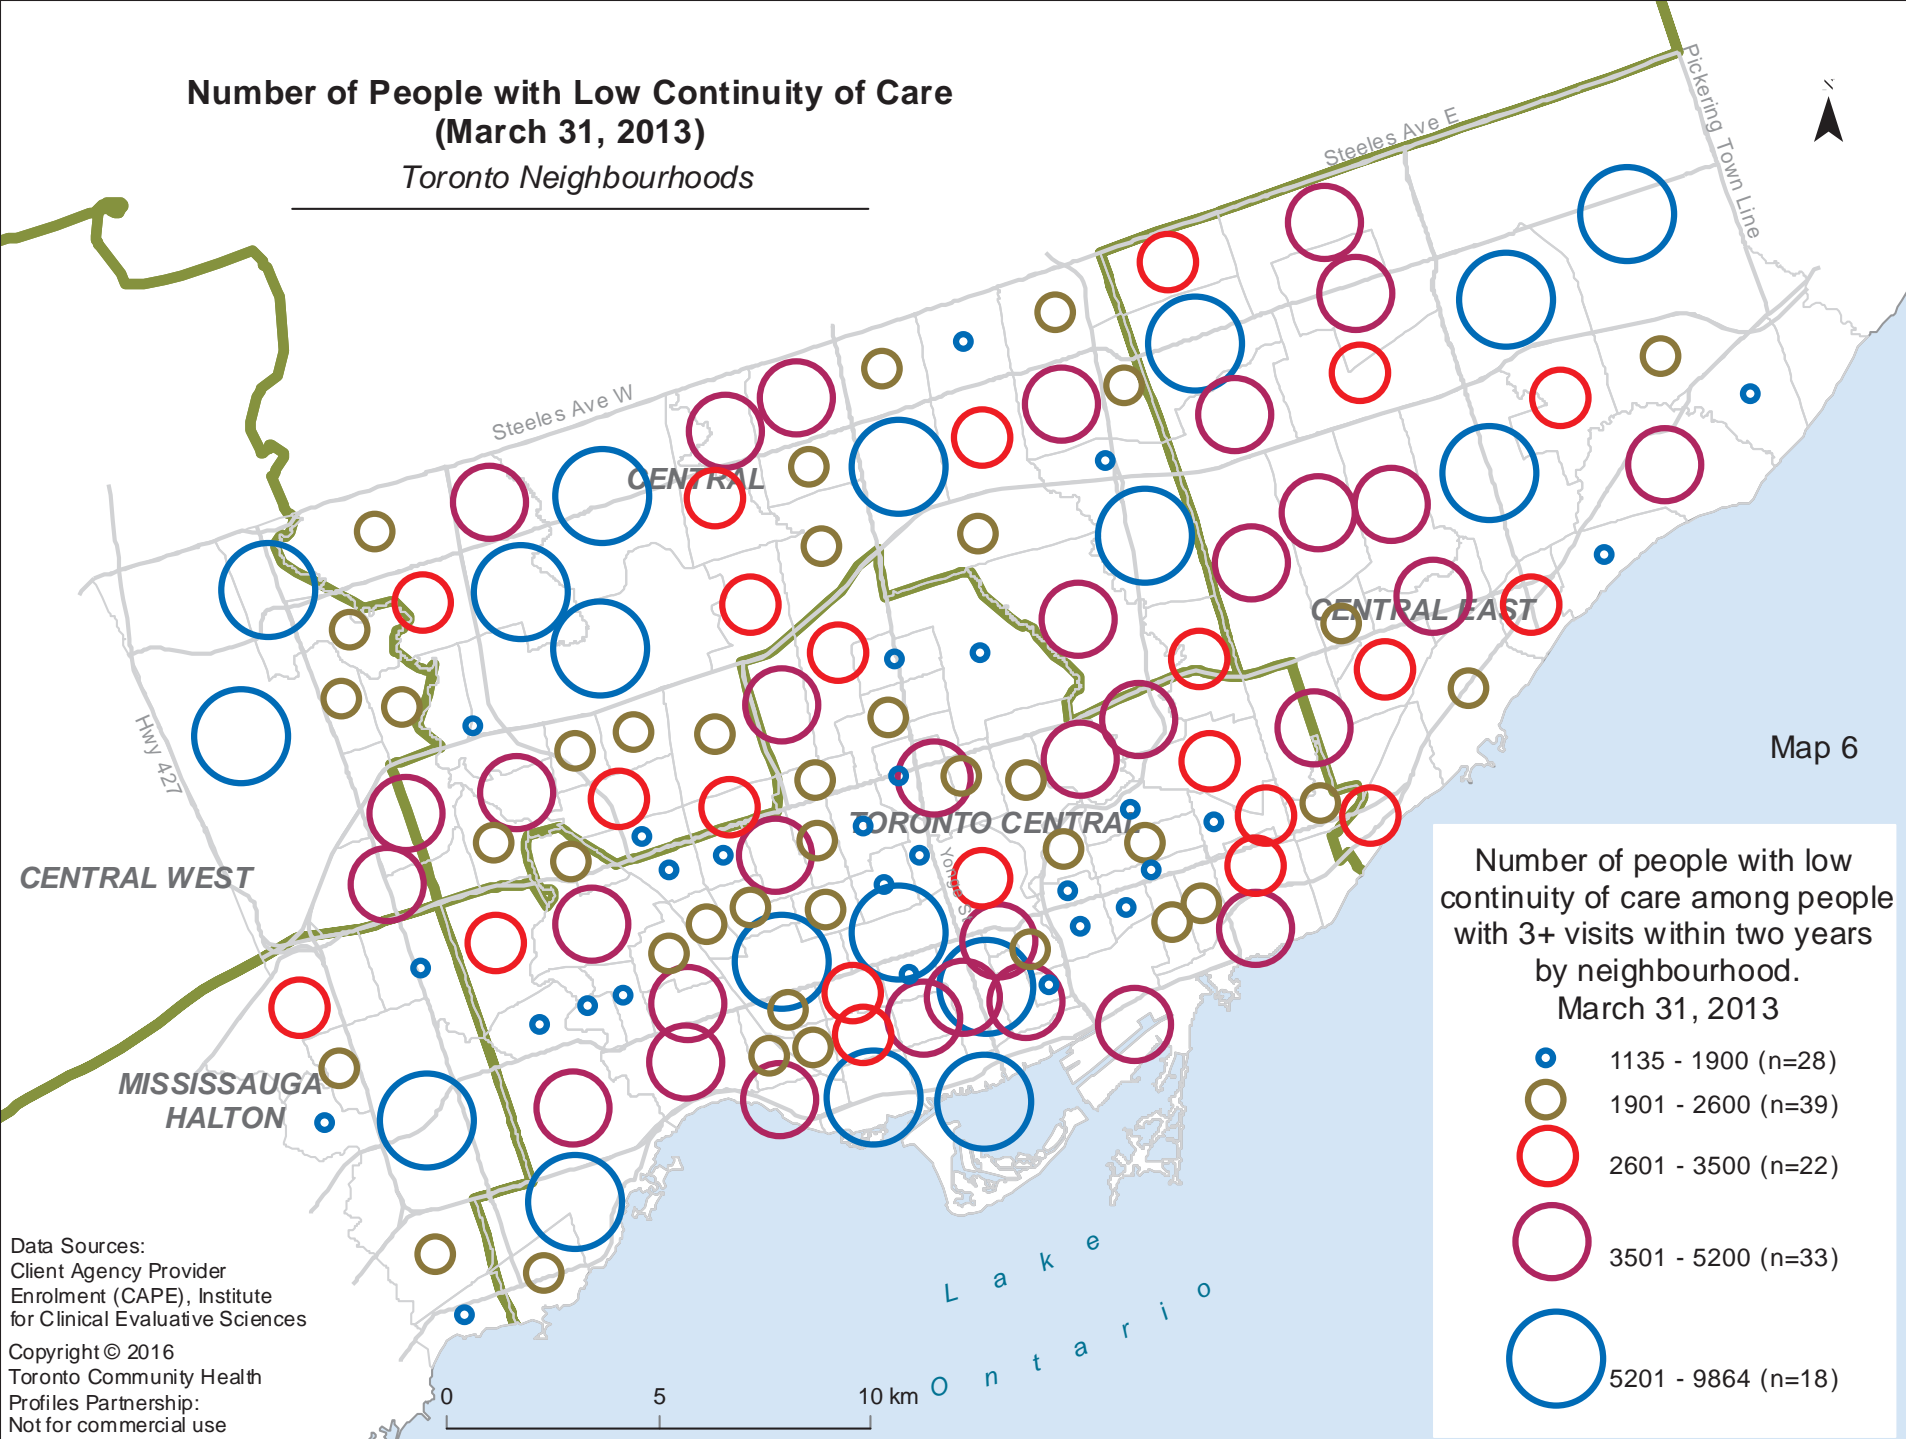 Number of People with Low Continuity of Care
(March 31, 2013)
Toronto Neighbourhoods
N
Pickering Town Line
Steeles Ave E
Steeles Ave W
CENTRAL
CENTRAL EAST
Hwy 427
Map 6
TORONTO CENTRAL
Yonge St
CENTRAL WEST
MISSISSAUGA
HALTON
Number of people with low
continuity of care among people
with 3+ visits within two years
by neighbourhood.
March 31, 2013
1135 - 1900 (n=28)
1901 - 2600 (n=39)
2601 - 3500 (n=22)
3501 - 5200 (n=33)
5201 - 9864 (n=18)
Lake
Ontario
Data Sources:
Client Agency Provider
Enrolment (CAPE), Institute
for Clinical Evaluative Sciences
Copyright © 2016
Toronto Community Health
Profiles Partnership:
Not for commercial use
0 5 10 km